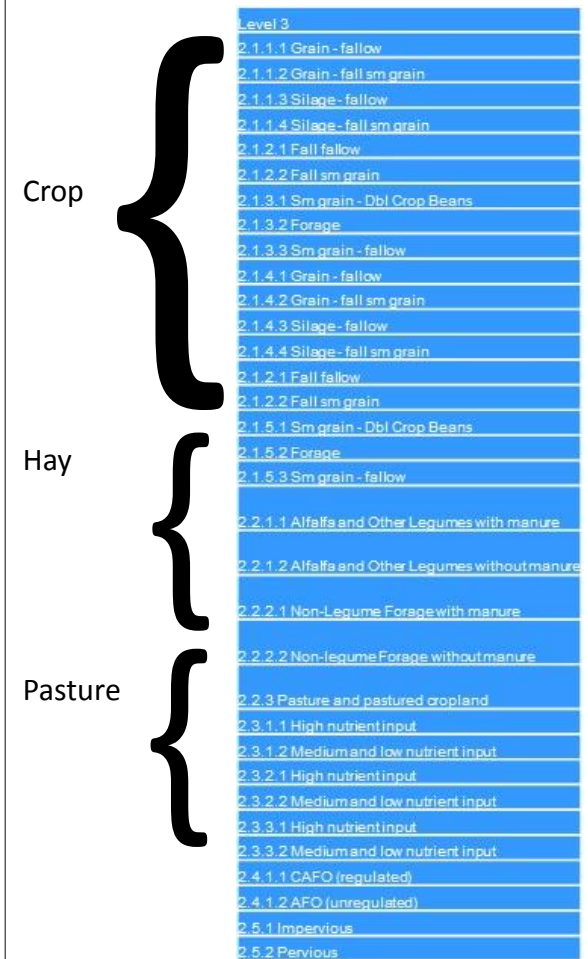 Level 3
2.1.1.1 Grain - fallow
2.1.1.2 Grain - fall sm grain
2.1.1.3 Silage - fallow
2.1.1.4 Silage - fall sm grain
2.1.2.1 Fall fallow
2.1.2.2 Fall sm grain
Crop
2.1.3.1 Sm grain - Dbl Crop Beans
2.1.3.2 Forage
2.1.3.3 Sm grain - fallow
2.1.4.1 Grain - fallow
2.1.4.2 Grain - fall sm grain
2.1.4.3 Silage - fallow
2.1.4.4 Silage - fall sm grain
2.1.2.1 Fall fallow
2.1.2.2 Fall sm grain
2.1.5.1 Sm grain - Dbl Crop Beans
Hay
2.1.5.2 Forage
2.1.5.3 Sm grain - fallow
2.2.1.1 Alfalfa and Other Legumes with manure
2.2.1.2 Alfalfa and Other Legumes without manure
2.2.2.1 Non-Legume Forage with manure
2.2.2.2 Non-legume Forage without manure
Pasture
2.2.3 Pasture and pastured cropland
2.3.1.1 High nutrient input
2.3.1.2 Medium and low nutrient input
2.3.2.1 High nutrient input
2.3.2.2 Medium and low nutrient input
2.3.3.1 High nutrient input
2.3.3.2 Medium and low nutrient input
2.4.1.1 CAFO (regulated)
2.4.1.2 AFO (unregulated)
2.5.1 Impervious
2.5.2 Pervious